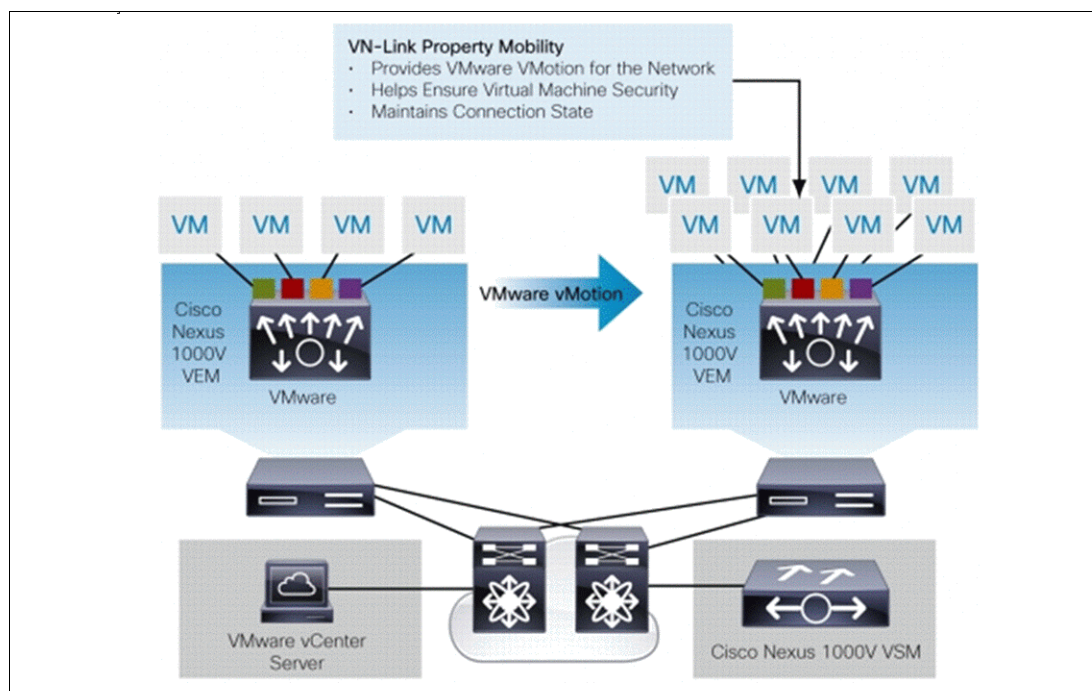 VN-Link Property Mobility
· Provides VMware VMotion for the Network
· Helps Ensure Virtual Machine Security
· Maintains Connection State
VM
VM
VM
VM
VM
VM
VM
VM
VM
VM
VM
VM
Cisco
Nexus
1000V
VEM
VMware
VMware vMotion
Cisco
Nexus
1000V
VEM
VMware
VMware vCenter
Server
Cisco Nexus 1000V VSM